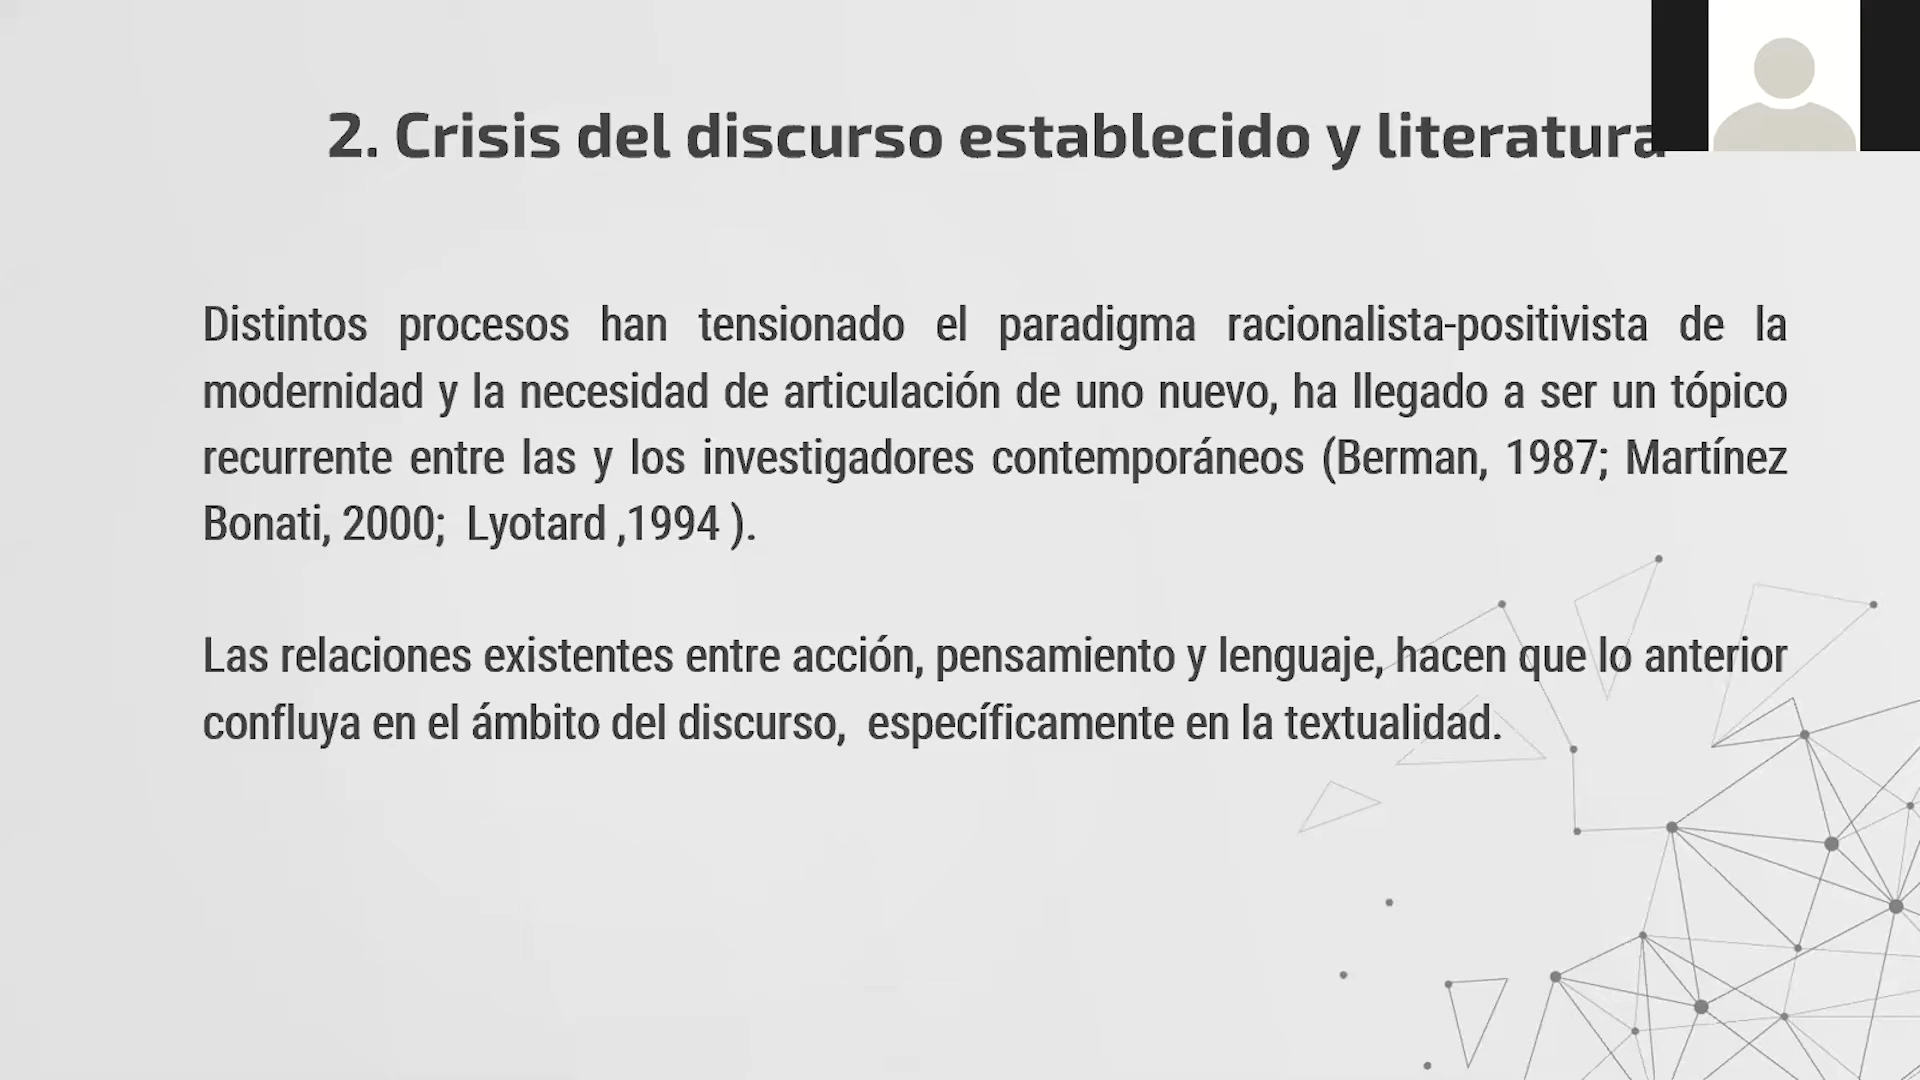 2. Crisis del discurso establecido y literatura
Distintos procesos han tensionado el paradigma racionalista-positivista de la
modernidad y la necesidad de articulación de uno nuevo, ha llegado a ser un tópico
recurrente entre las y los investigadores contemporáneos (Berman, 1987; Martínez
Bonati, 2000;  Lyotard ,1994 ).
Las relaciones existentes entre acción, pensamiento y lenguaje, hacen que lo anterior
confluya en el ámbito del discurso,  específicamente en la textualidad.